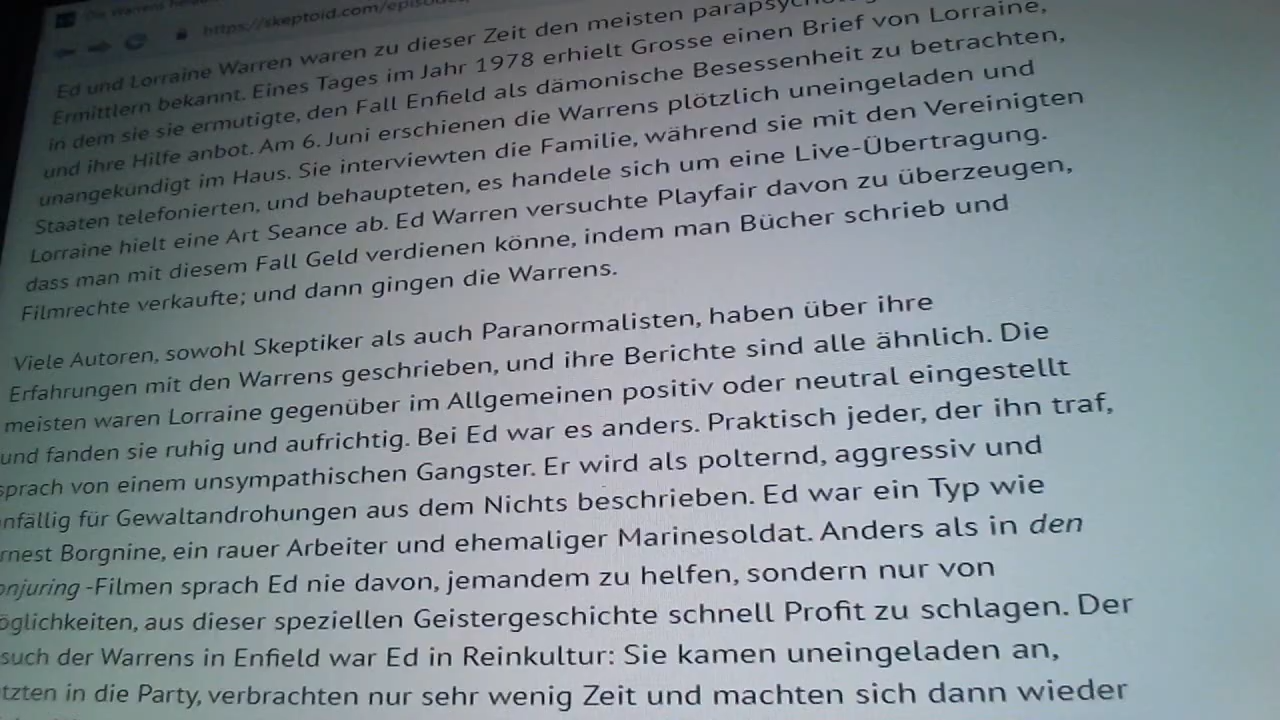 Die Warrens
https://skeptoid.com/episodes
Ed und Lorraine Warren waren zu dieser Zeit den meisten
Ermittlern bekannt. Eines Tages im Jahr 1978 erhielt Grosse einen Brief von Lorraine,
in dem sie sie ermutigte, den Fall Enfield als dämonische Besessenheit zu betrachten,
und ihre Hilfe anbot. Am 6. Juni erschienen die Warrens plötzlich uneingeladen und
unangekündigt im Haus. Sie interviewten die Familie, während sie mit den Vereinigten
Staaten telefonierten, und behaupteten, es handele sich um eine Live-Übertragung.
Lorraine hielt eine Art Seance ab. Ed Warren versuchte Playfair davon zu überzeugen,
dass man mit diesem Fall Geld verdienen könne, indem man Bücher schrieb und
Filmrechte verkaufte; und dann gingen die Warrens.
Viele Autoren, sowohl Skeptiker als auch Paranormalisten, haben über ihre
Erfahrungen mit den Warrens geschrieben, und ihre Berichte sind alle ähnlich. Die
meisten waren Lorraine gegenüber im Allgemeinen positiv oder neutral eingestellt
und fanden sie ruhig und aufrichtig. Bei Ed war es anders. Praktisch jeder, der ihn traf,
sprach von einem unsympathischen Gangster. Er wird als polternd, aggressiv und
nfällig für Gewaltandrohungen aus dem Nichts beschrieben. Ed war ein Typ wie
rnest Borgnine, ein rauer Arbeiter und ehemaliger Marinesoldat. Anders als in den
onjuring -Filmen sprach Ed nie davon, jemandem zu helfen, sondern nur von
öglichkeiten, aus dieser speziellen Geistergeschichte schnell Profit zu schlagen. Der
such der Warrens in Enfield war Ed in Reinkultur: Sie kamen uneingeladen an,
tzten in die Party, verbrachten nur sehr wenig Zeit und machten sich dann wieder